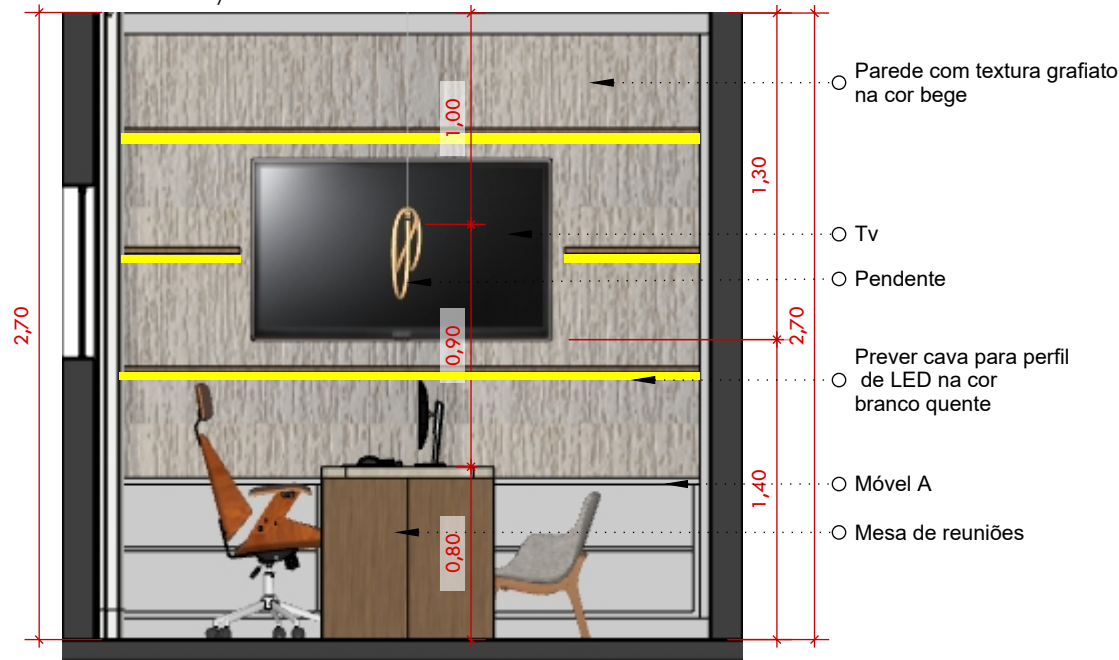 Parede com textura grafiato
na cor bege
1,00
1,30
Tv
Pendente
2,70
2,70
0,90
Prever cava para perfil
de LED na cor
branco quente
Móvel A
1,40
Mesa de reuniões
0,80